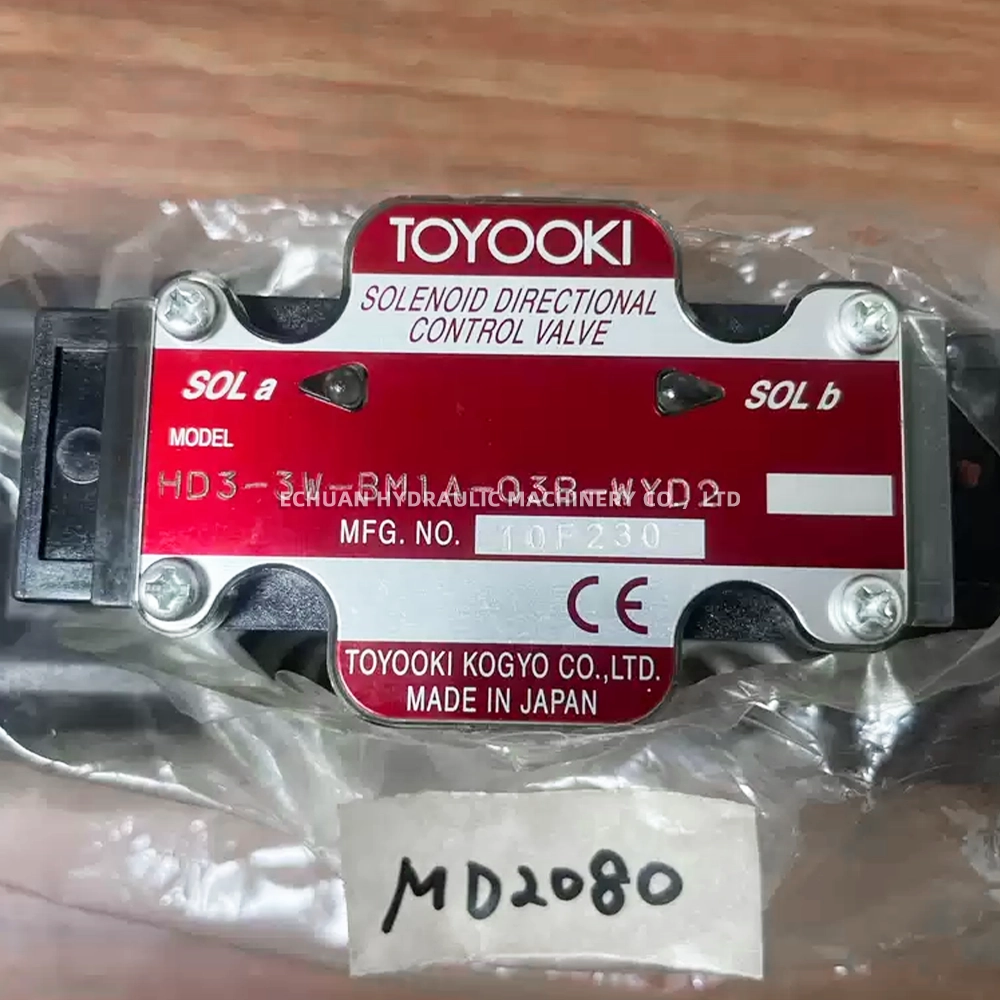 TOYOOKI
SOLENOID DIRECTIONAL
CONTROL VALVE
SOL a
SOL b
MODEL
HD3-3W-BM1A-03B-WYD2
ECHUAN HYDRAULIC MACHINERY CO., LTD
MFG. NO. 10F230
CE
TOYOOKI KOGYO CO.,LTD.
MADE IN JAPAN
MD2080